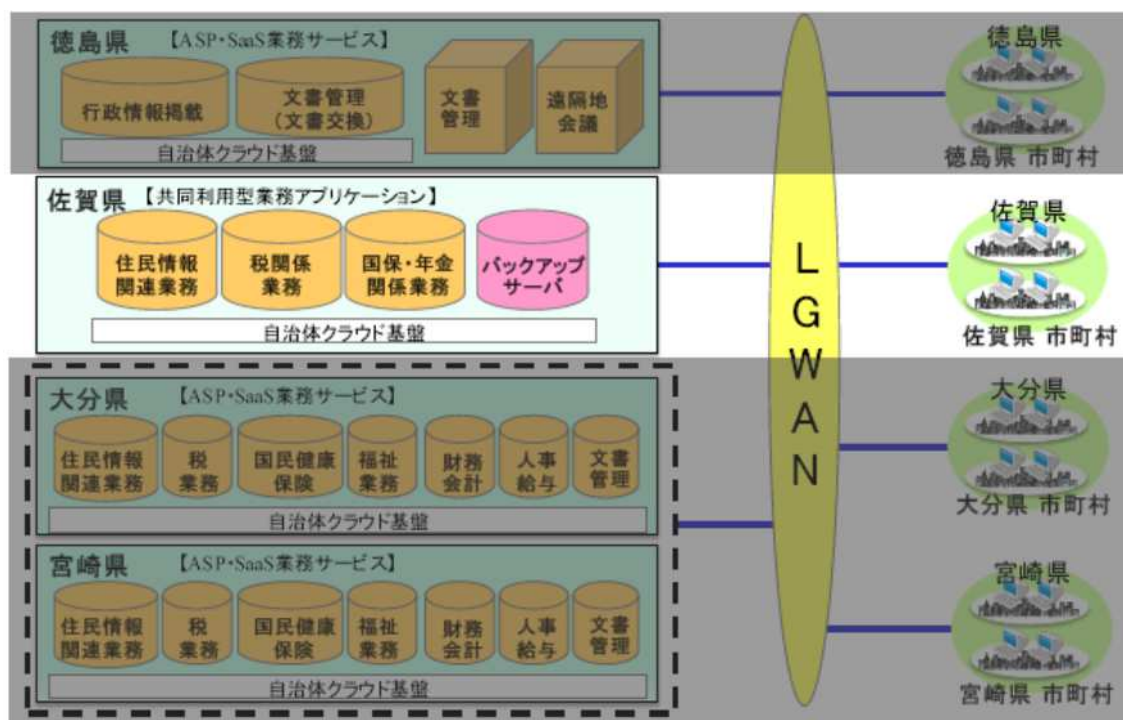 徳島県 【ASP・SaaS業務サービス】
行政情報掲載
文書管理
(文書交換)
文書
管理
遠隔地
会議
自治体クラウド基盤
徳島県
徳島県 市町村
佐賀県 【共同利用型業務アプリケーション】
住民情報
関連業務
税関係
業務
国保・年金
関係業務
バックアップ
サーバ
自治体クラウド基盤
佐賀県
佐賀県 市町村
LGWAN
大分県 【ASP・SaaS業務サービス】
住民情報
関連業務
税
業務
国民健康
保険
福祉
業務
財務
会計
人事
給与
文書
管理
自治体クラウド基盤
大分県
大分県 市町村
宮崎県 【ASP・SaaS業務サービス】
住民情報
関連業務
税
業務
国民健康
保険
福祉
業務
財務
会計
人事
給与
文書
管理
自治体クラウド基盤
宮崎県
宮崎県 市町村